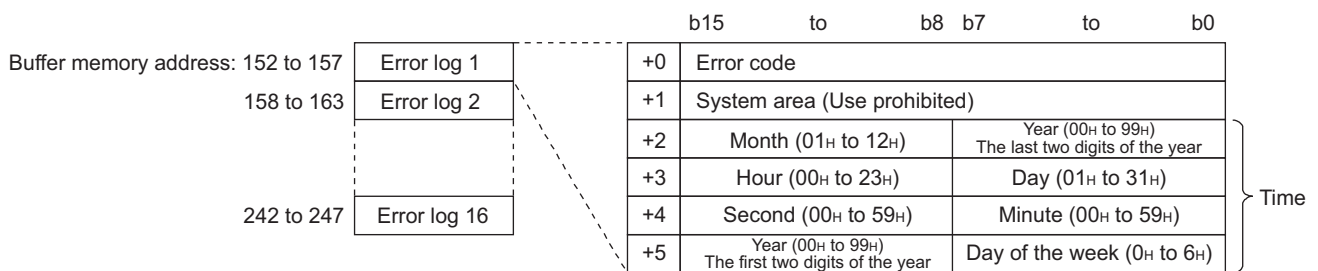 b15 to b8 b7 to b0
Buffer memory address: 152 to 157 Error log 1 +0 Error code
158 to 163 Error log 2 +1 System area (Use prohibited)
+2 Month (01H to 12H) Year (00H to 99H)
The last two digits of the year
+3 Hour (00H to 23H) Day (01H to 31H)
Time
242 to 247 Error log 16 +4 Second (00H to 59H) Minute (00H to 59H)
+5 Year (00H to 99H)
The first two digits of the year Day of the week (0H to 6H)